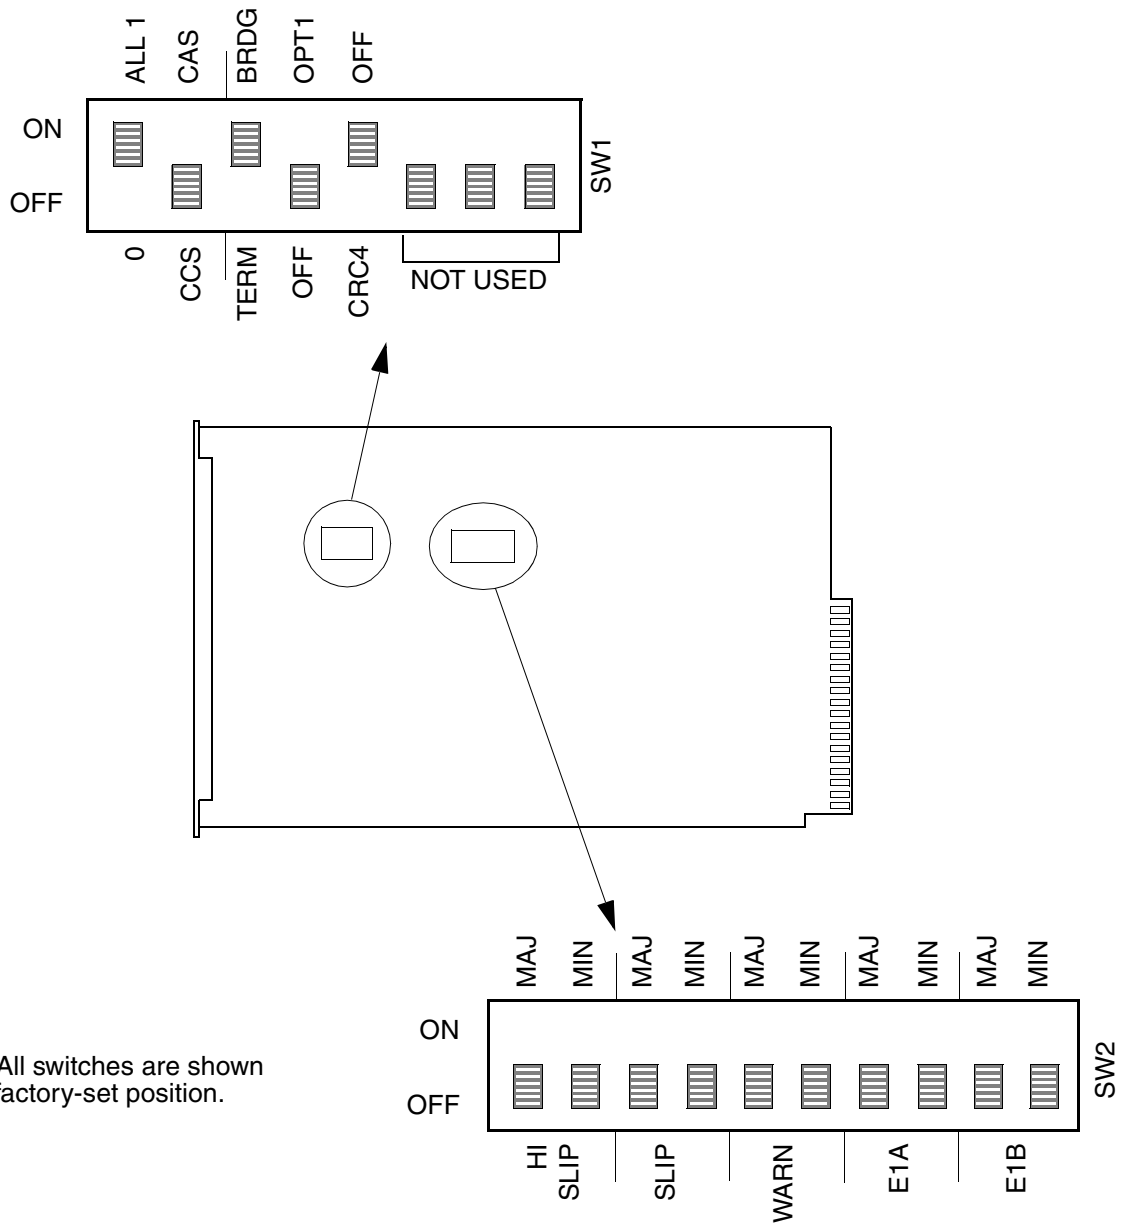 ALL 1 CAS BRDG OPT1 OFF
ON
OFF
SW1
0 CCS TERM OFF CRC4
NOT USED
MAJ MIN MAJ MIN MAJ MIN MAJ MIN MAJ MIN
ON
OFF
SW2
HI SLIP SLIP WARN E1A E1B
All switches are shown
factory-set position.